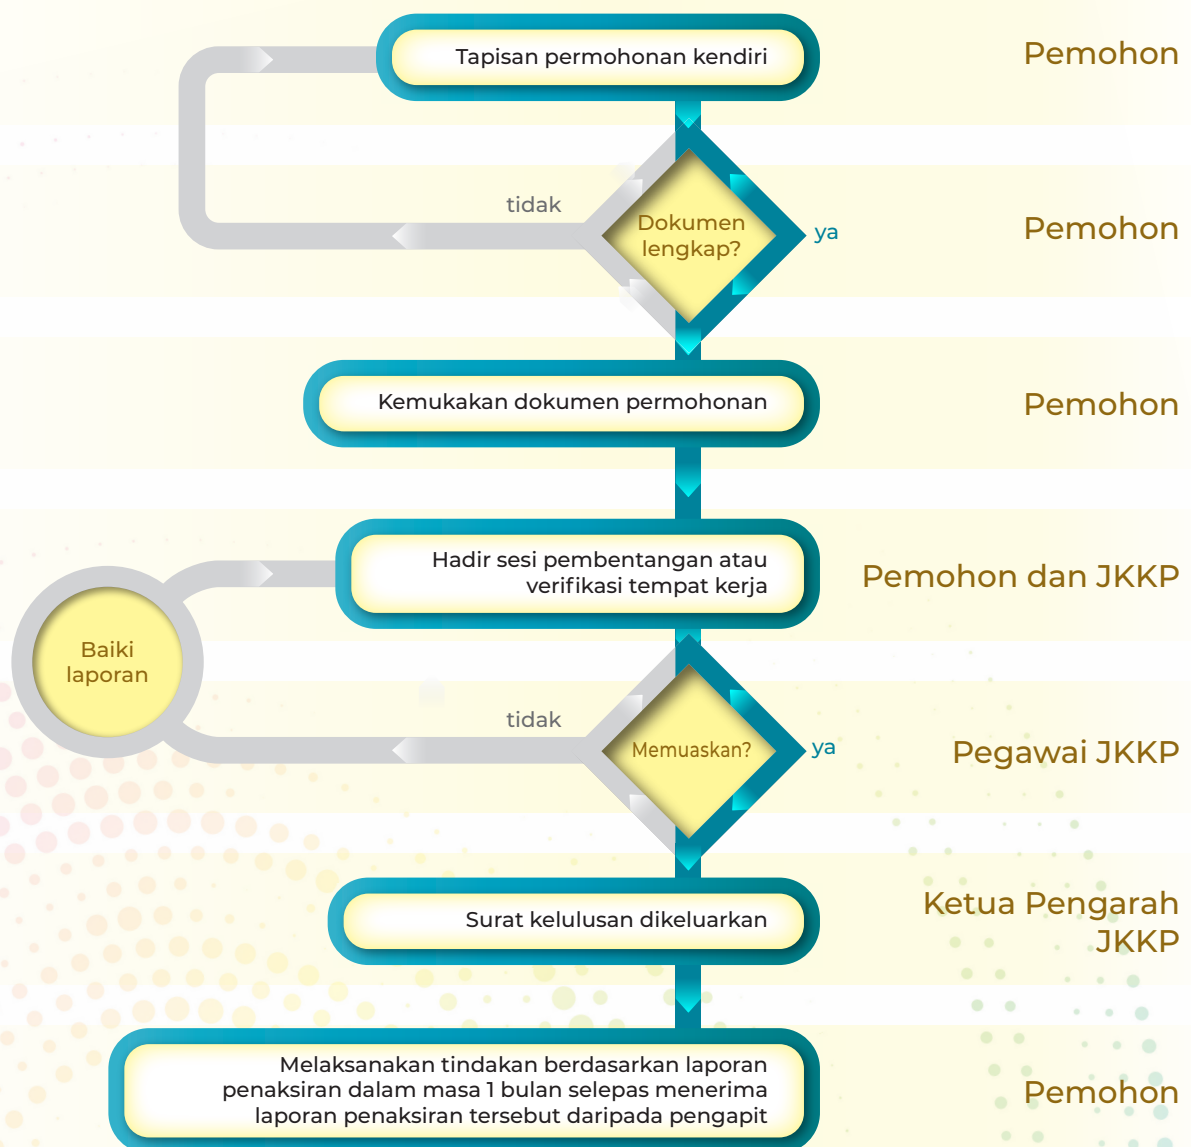 Tapisan permohonan kendiri
Pemohon
tidak
Dokumen
lengkap?
ya
Pemohon
Kemukakan dokumen permohonan
Pemohon
Hadir sesi pembentangan atau
verifikasi tempat kerja
Pemohon dan JKKP
Baiki
laporan
tidak
Memuaskan?
ya
Pegawai JKKP
Surat kelulusan dikeluarkan
Ketua Pengarah
JKKP
Melaksanakan tindakan berdasarkan laporan
penaksiran dalam masa 1 bulan selepas menerima
laporan penaksiran tersebut daripada pengapit
Pemohon